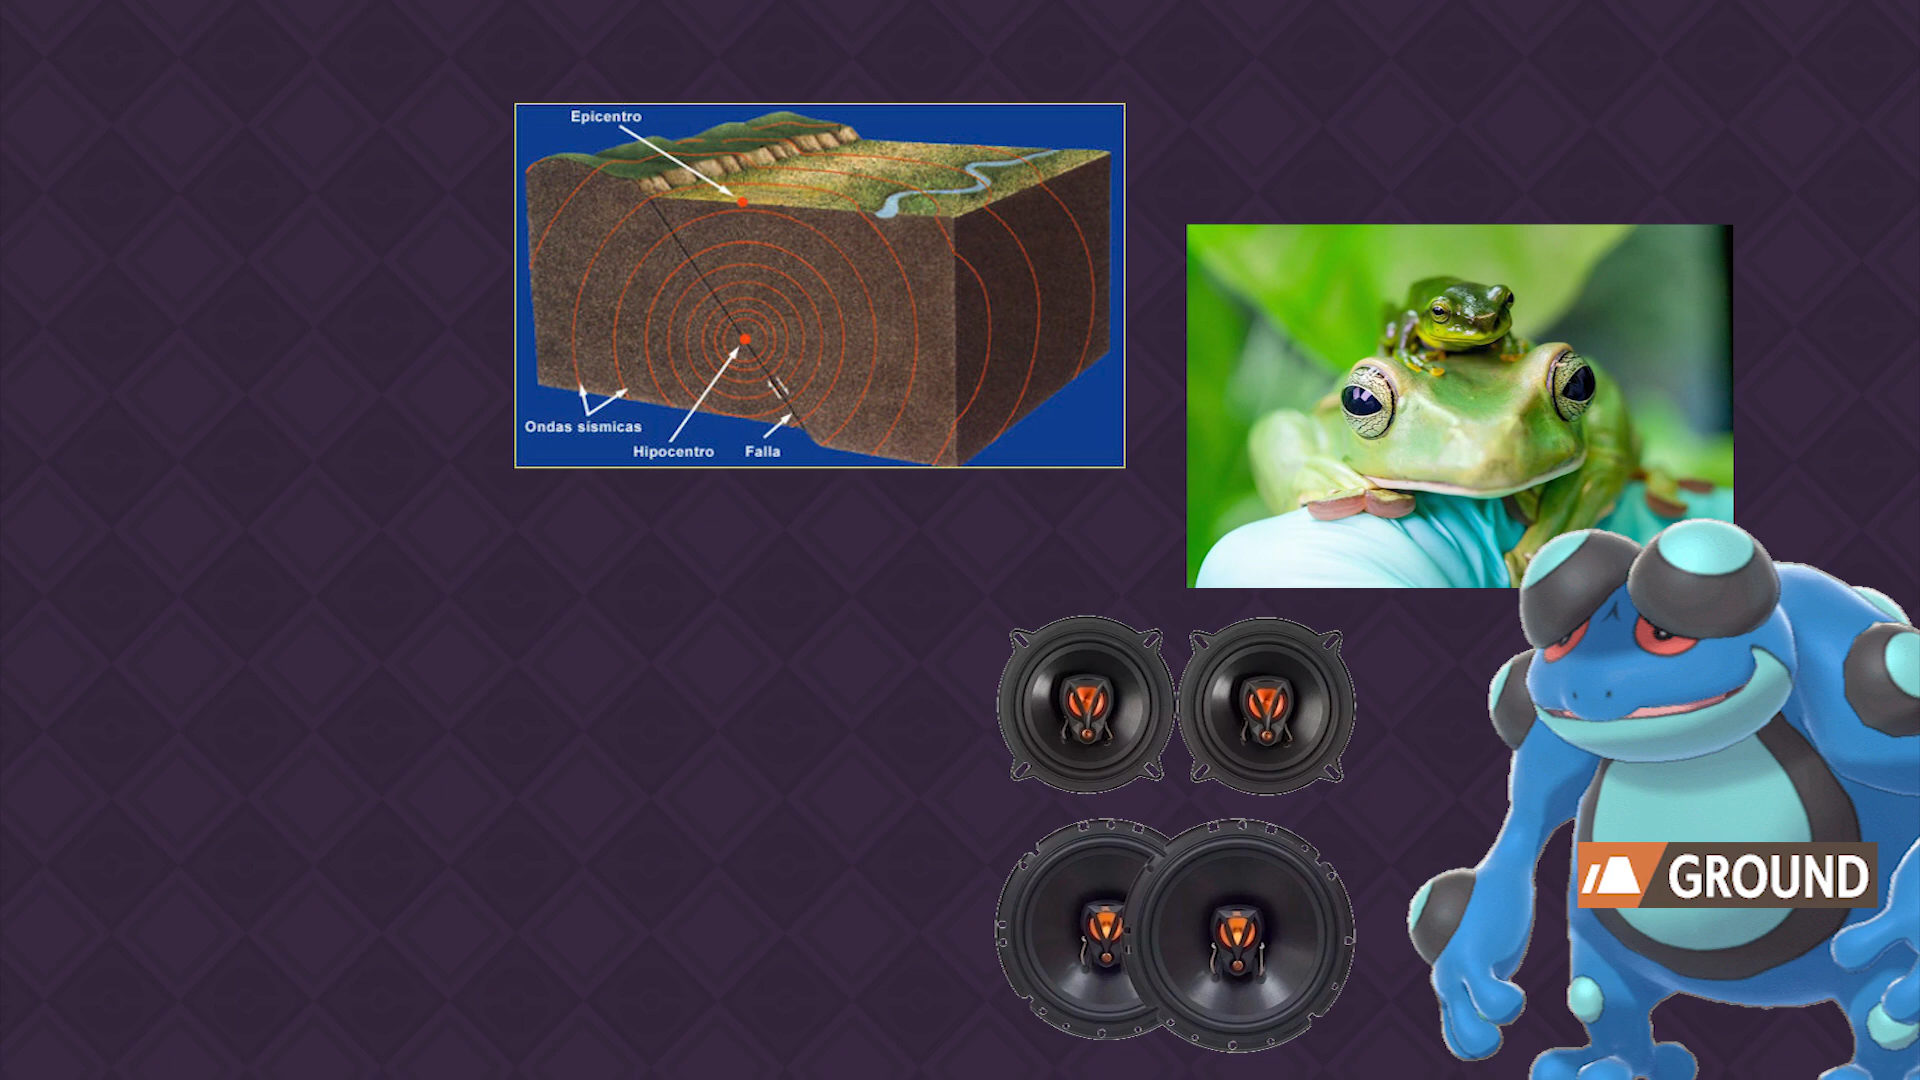 Epicentro
Ondas sísmicas
Hipocentro
Falla
GROUND